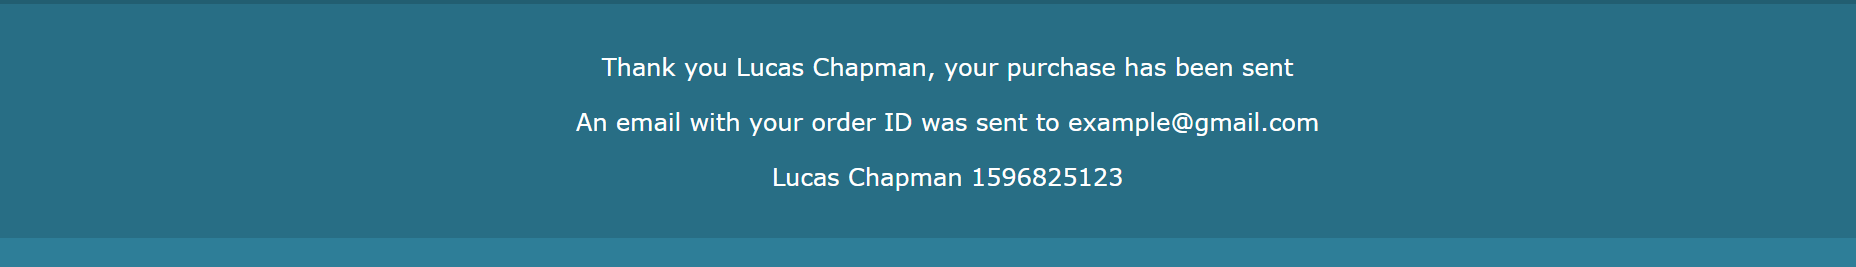 Thank you Lucas Chapman, your purchase has been sent
An email with your order ID was sent to example@gmail.com
Lucas Chapman 1596825123